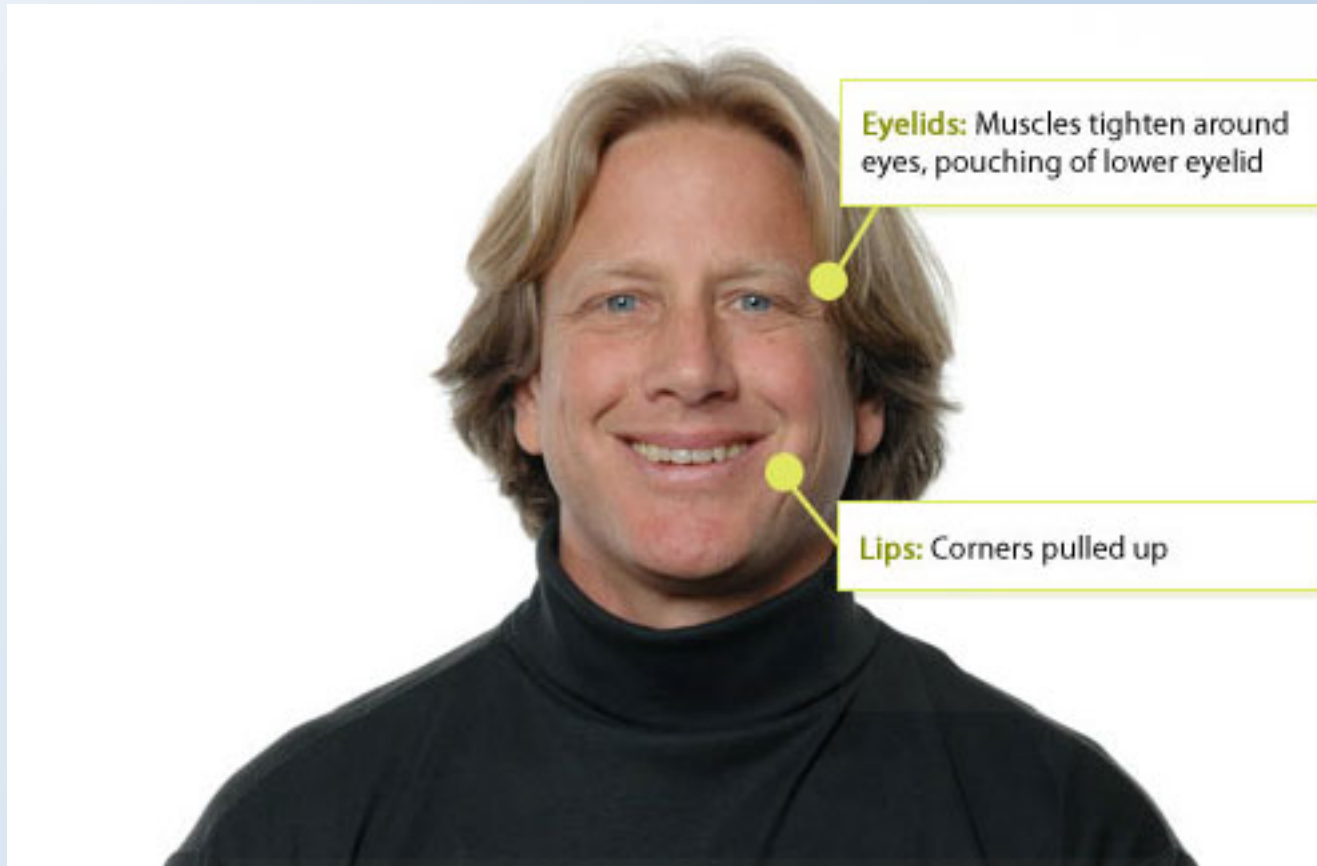 Eyelids: Muscles tighten around
eyes, pouching of lower eyelid
Lips: Corners pulled up